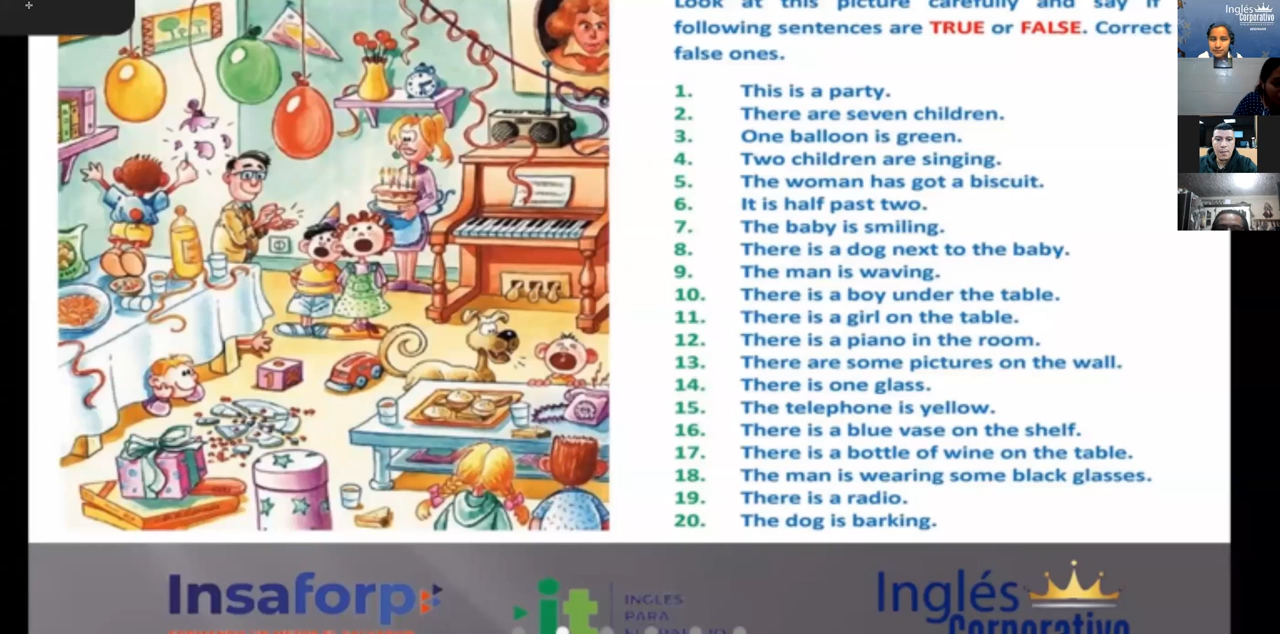 Look at this picture carefully and say if
following sentences are TRUE or FALSE. Correct
false ones.
1. This is a party.
2. There are seven children.
3. One balloon is green.
4. Two children are singing.
5. The woman has got a biscuit.
6. It is half past two.
7. The baby is smiling.
8. There is a dog next to the baby.
9. The man is waving.
10. There is a boy under the table.
11. There is a girl on the table.
12. There is a piano in the room.
13. There are some pictures on the wall.
14. There is one glass.
15. The telephone is yellow.
16. There is a blue vase on the shelf.
17. There is a bottle of wine on the table.
18. The man is wearing some black glasses.
19. There is a radio.
20. The dog is barking.
Insaforp
it
INGLES
PARA
Inglés
Corporativo
Inglés
Corporativo